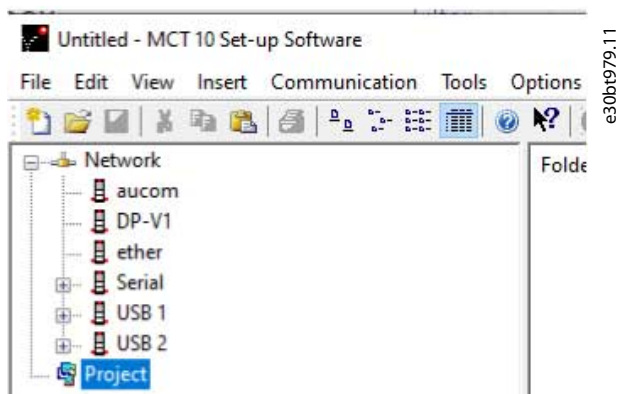 Untitled - MCT 10 Set-up Software
File Edit View Insert Communication Tools Options
Network
aucom
DP-V1
ether
Serial
USB 1
USB 2
Project
Folde
e30bt979.11